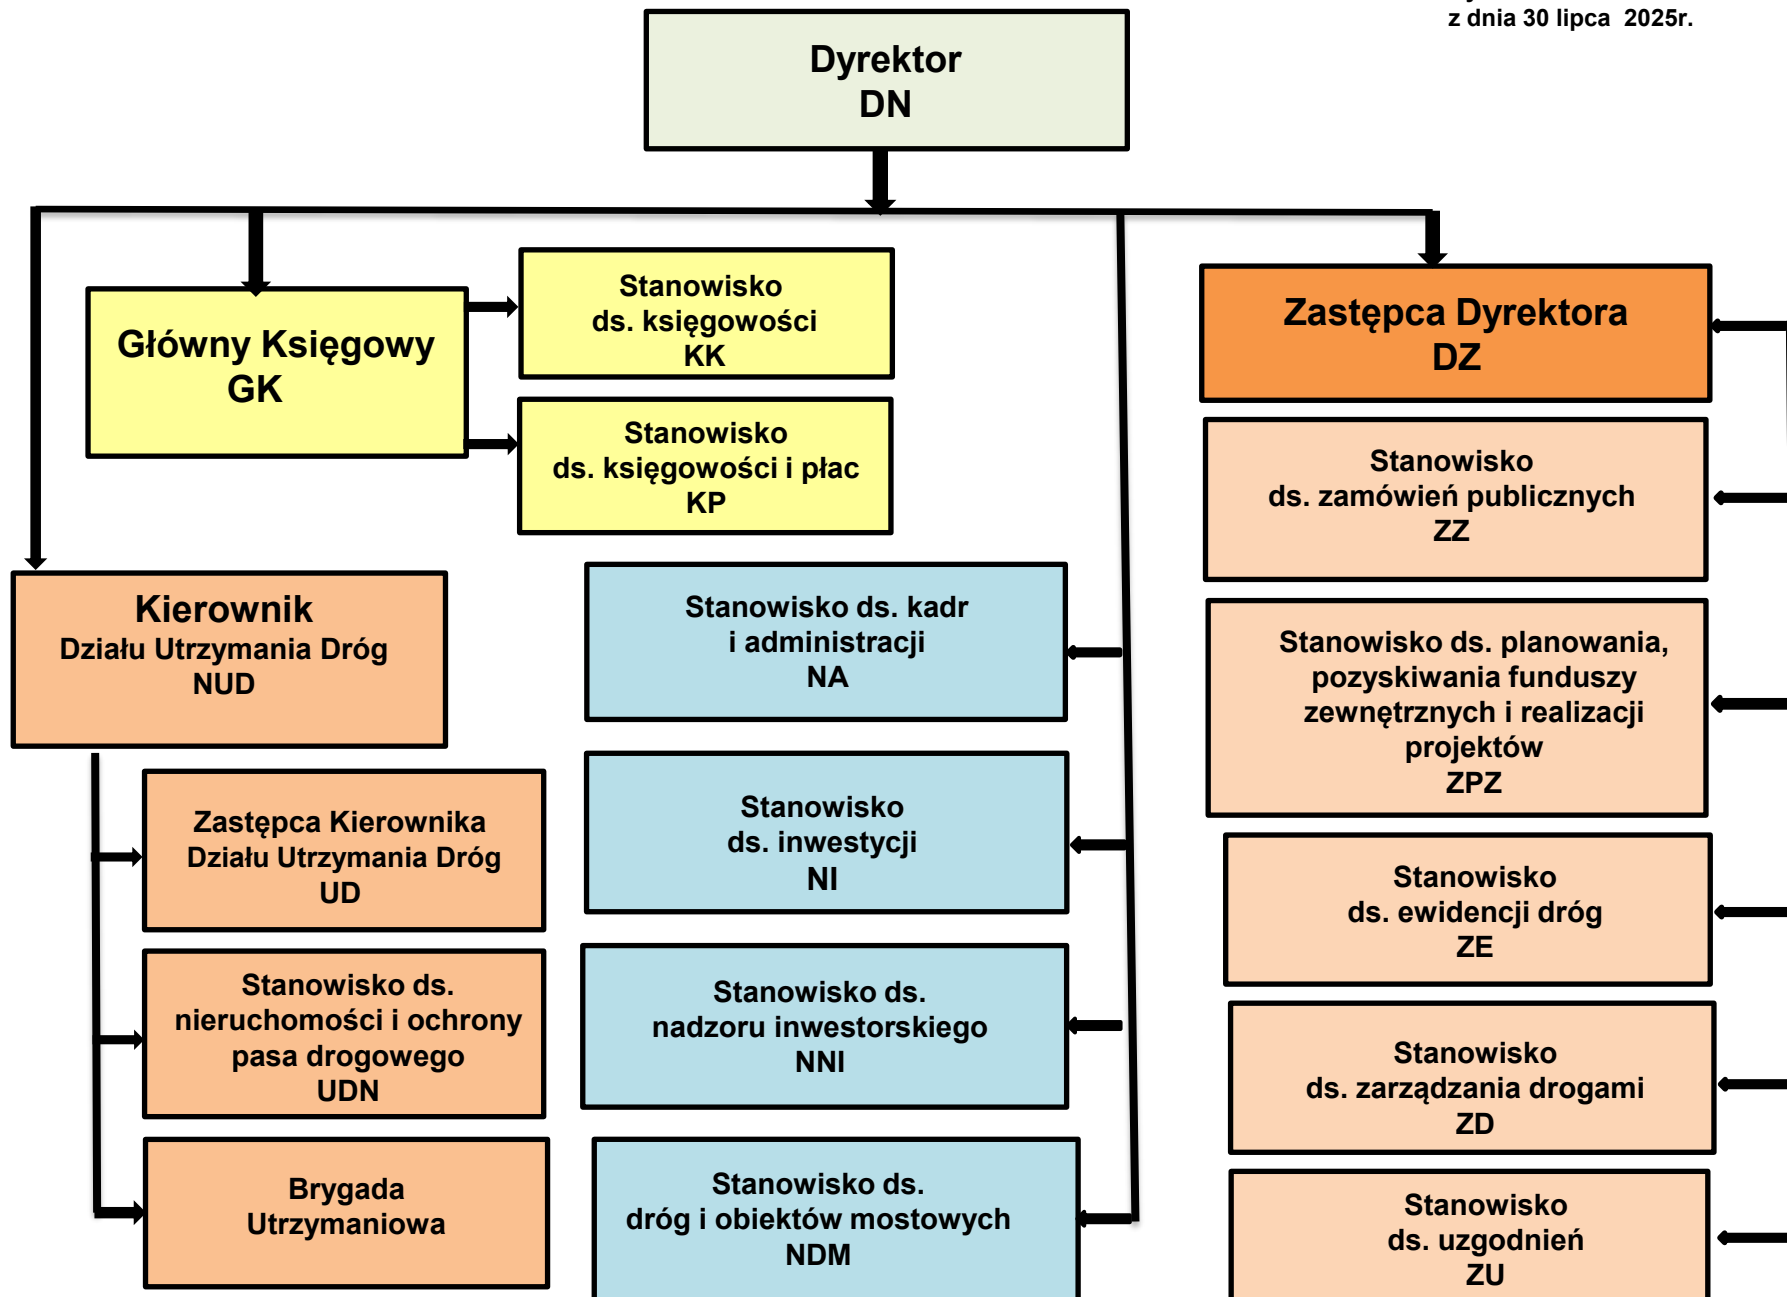 z dnia 30 lipca 2025r.
Dyrektor
DN
Główny Księgowy
GK
Stanowisko
ds. księgowości
KK
Stanowisko
ds. księgowości i płac
KP
Zastępca Dyrektora
DZ
Stanowisko
ds. zamówień publicznych
ZZ
Stanowisko ds. planowania,
pozyskiwania funduszy
zewnętrznych i realizacji
projektów
ZPZ
Stanowisko
ds. ewidencji dróg
ZE
Stanowisko
ds. zarządzania drogami
ZD
Stanowisko
ds. uzgodnień
ZU
Kierownik
Działu Utrzymania Dróg
NUD
Zastępca Kierownika
Działu Utrzymania Dróg
UD
Stanowisko ds.
nieruchomości i ochrony
pasa drogowego
UDN
Brygada
Utrzymaniowa
Stanowisko ds. kadr
i administracji
NA
Stanowisko
ds. inwestycji
NI
Stanowisko ds.
nadzoru inwestorskiego
NNI
Stanowisko ds.
dróg i obiektów mostowych
NDM